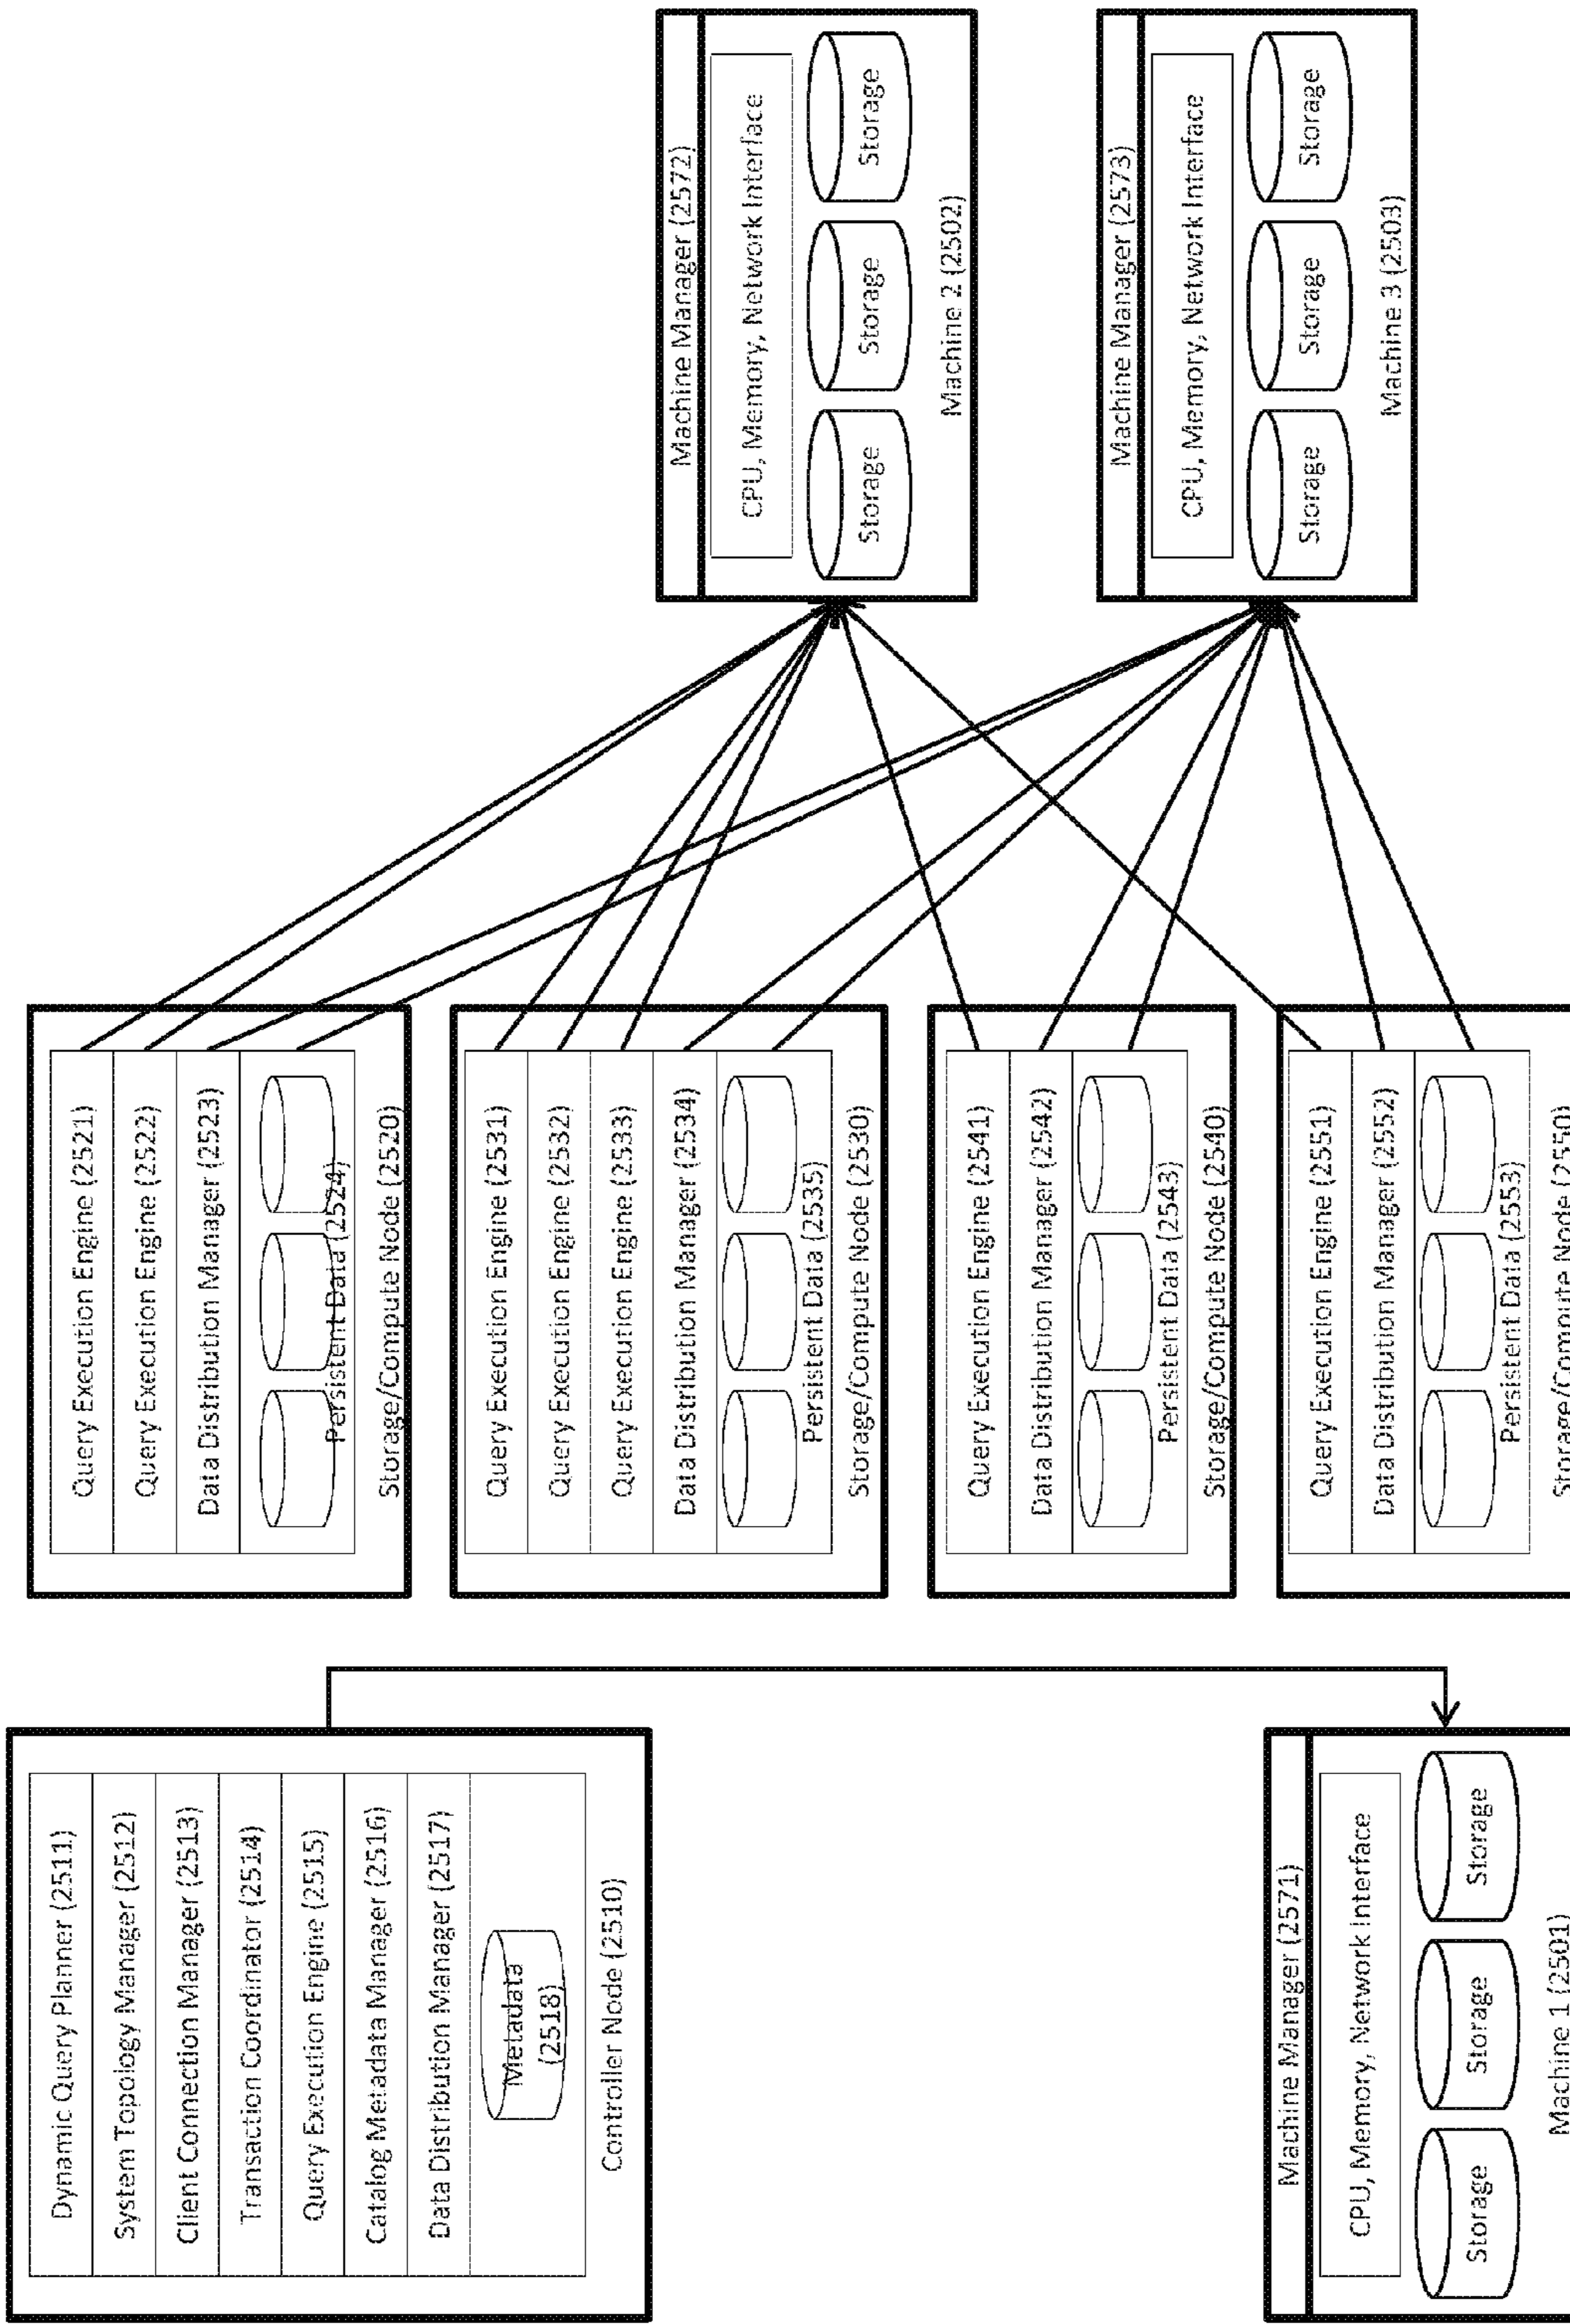 Dynamic Query Planner (2511)
System Topology Manager (2512)
Client Connection Manager (2513)
Transaction Coordinator (2514)
Query Execution Engine (2515)
Catalog Metadata Manager (2516)
Data Distribution Manager (2517)
Metadata
(2518)
Controller Node (2510)
Machine Manager (2571)
CPU, Memory, Network Interface
Storage
Storage
Storage
Machine 1 (2501)
Query Execution Engine (2521)
Query Execution Engine (2522)
Data Distribution Manager (2523)
Persistent Data (2524)
Storage/Compute Node (2520)
Query Execution Engine (2531)
Query Execution Engine (2532)
Query Execution Engine (2533)
Data Distribution Manager (2534)
Persistent Data (2535)
Storage/Compute Node (2530)
Query Execution Engine (2541)
Data Distribution Manager (2542)
Persistent Data (2543)
Storage/Compute Node (2540)
Query Execution Engine (2551)
Data Distribution Manager (2552)
Persistent Data (2553)
Storage/Compute Node (2550)
Machine Manager (2572)
CPU, Memory, Network Interface
Storage
Storage
Storage
Machine 2 (2502)
Machine Manager (2573)
CPU, Memory, Network Interface
Storage
Storage
Storage
Machine 3 (2503)